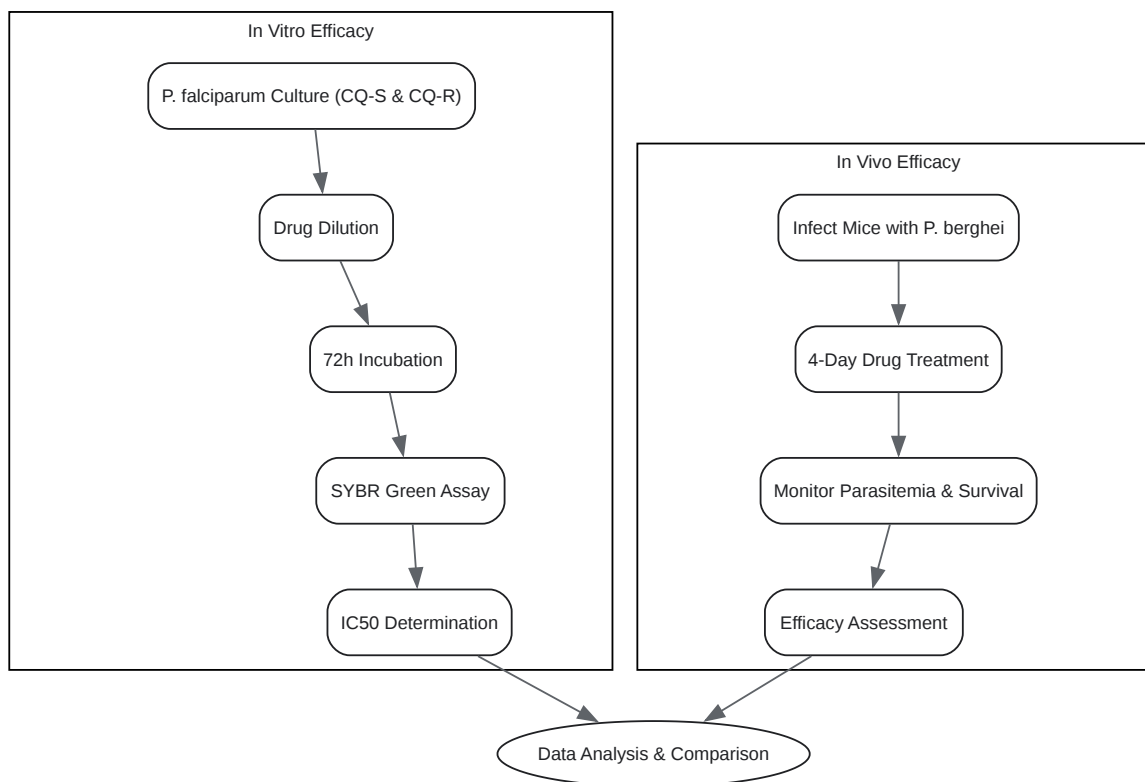 In Vitro Efficacy
P. falciparum Culture (CQ-S & CQ-R)
Drug Dilution
72h Incubation
SYBR Green Assay
IC50 Determination
In Vivo Efficacy
Infect Mice with P. berghei
4-Day Drug Treatment
Monitor Parasitemia & Survival
Efficacy Assessment
Data Analysis & Comparison